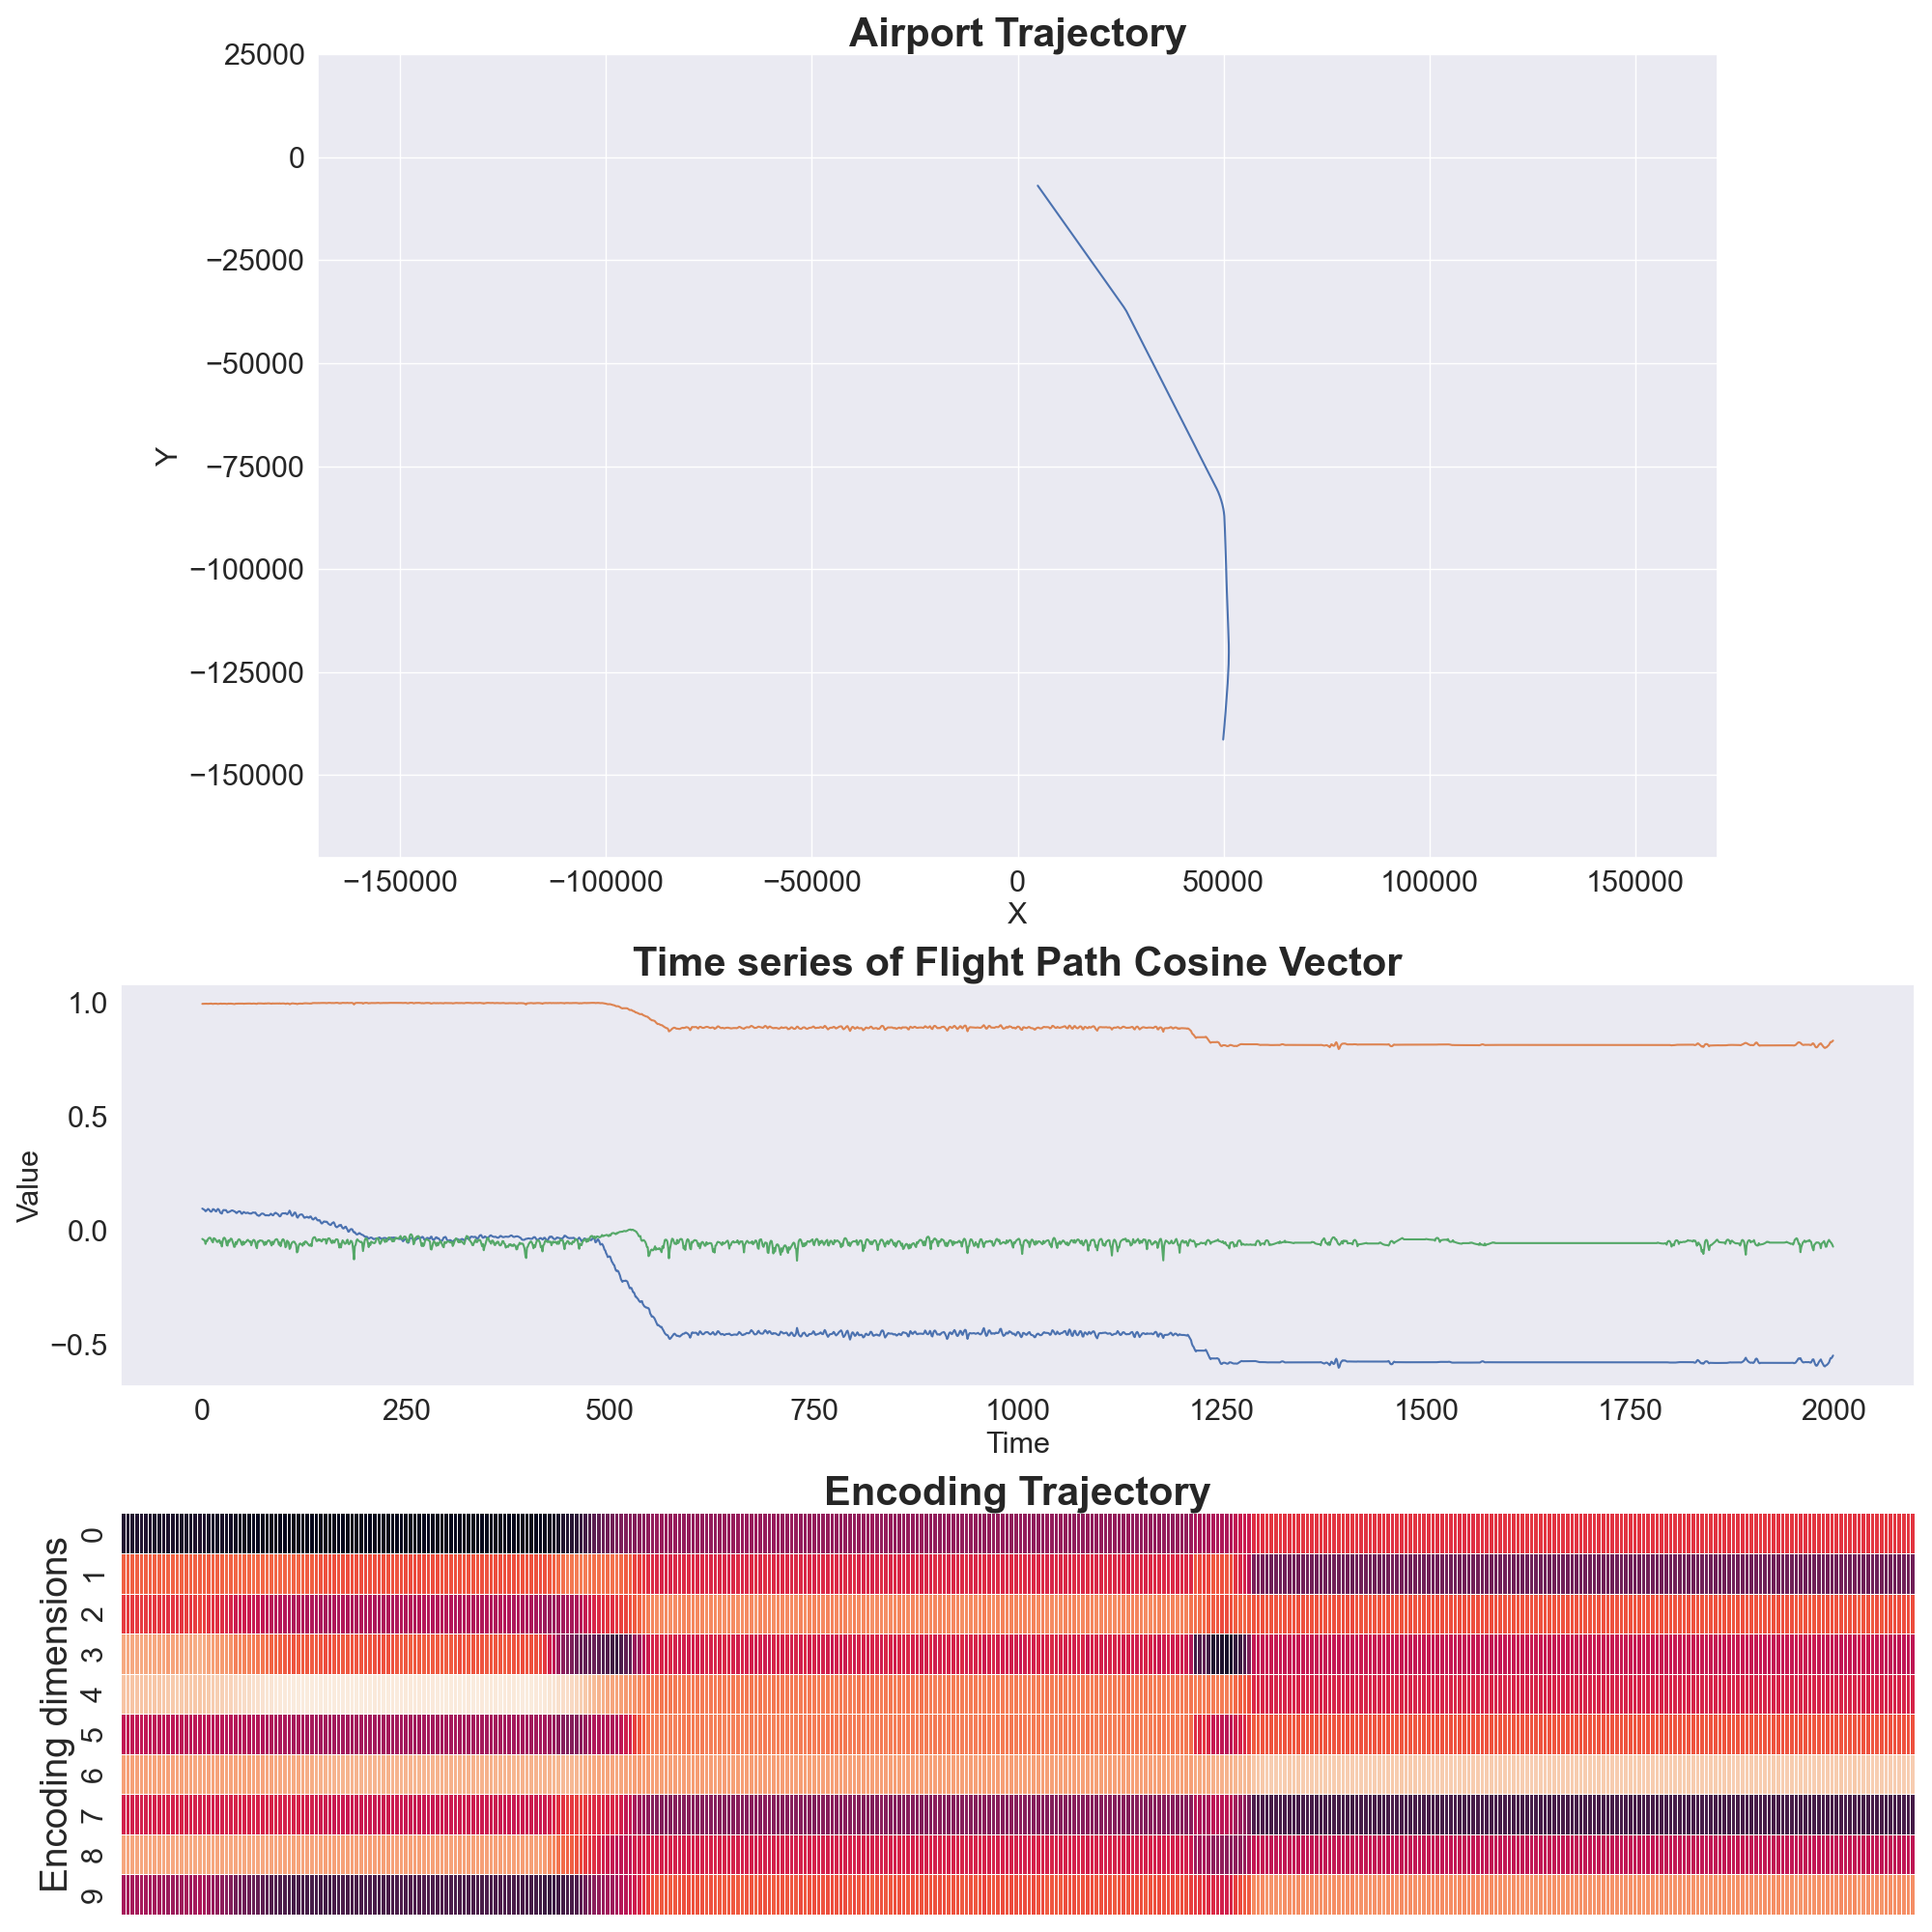 Airport Trajectory
25000
0
−25000
−50000
−75000
−100000
−125000
−150000
Y
−150000 −100000 −50000 0 50000 100000 150000
X
Time series of Flight Path Cosine Vector
1.0
0.5
0.0
−0.5
Value
0 250 500 750 1000 1250 1500 1750 2000
Time
Encoding Trajectory
Encoding dimensions
0
1
2
3
4
5
6
7
8
9